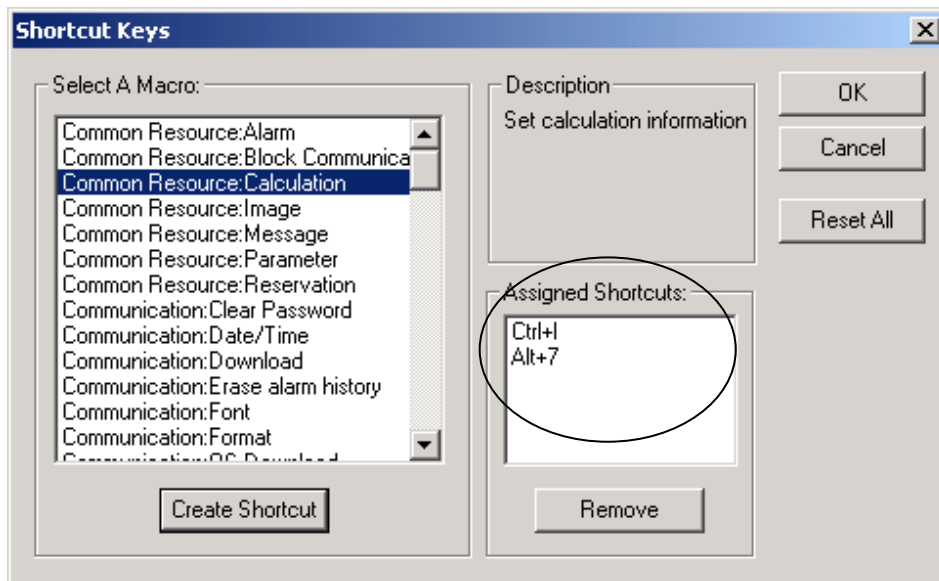 Shortcut Keys
Select A Macro:
Common Resource:Alarm
Common Resource:Block Communica
Common Resource:Calculation
Common Resource:Image
Common Resource:Message
Common Resource:Parameter
Common Resource:Reservation
Communication:Clear Password
Communication:Date/Time
Communication:Download
Communication:Erase alarm history
Communication:Font
Communication:Format
Communication:OS Download
Create Shortcut
Description
Set calculation information
Assigned Shortcuts:
Ctrl+I
Alt+7
Remove
OK
Cancel
Reset All